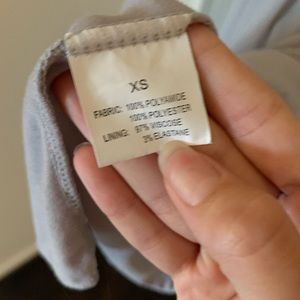 XS
FABRIC: 100% POLYAMIDE
100% POLYESTER
LINING: 97% VISCOSE
3% ELASTANE